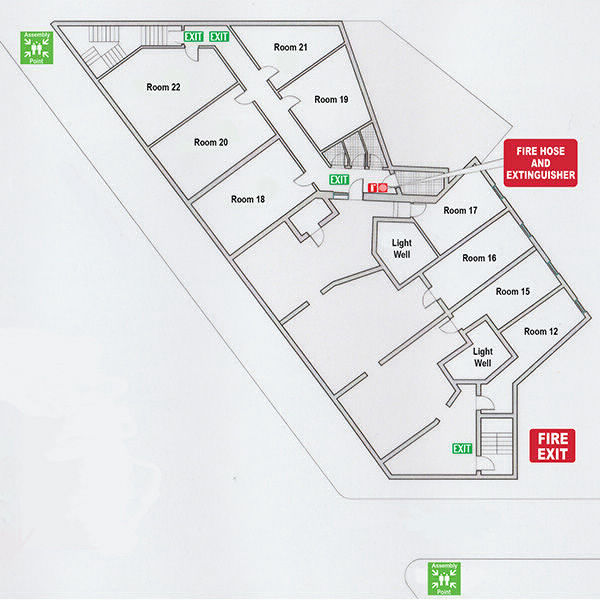 Assembly
Point
EXIT EXIT
Room 21
Room 22
Room 19
Room 20
FIRE HOSE
AND
EXTINGUISHER
EXIT
Room 18
Room 17
Light
Well
Room 16
Room 15
Room 12
Light
Well
EXIT
FIRE
EXIT
Assembly
Point